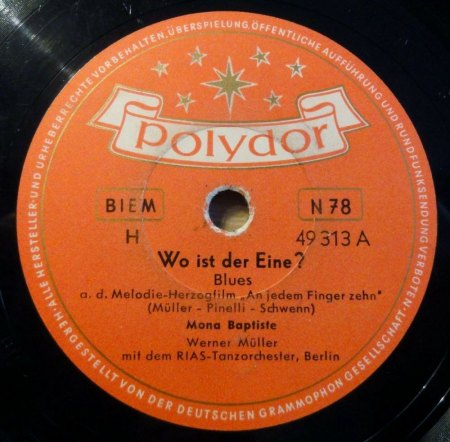 ALLE HERSTELLER- UND URHEBERRECHTE VORBEHALTEN, ÜBERSPIELUNG, ÖFFENTLICHE AUFFÜHRUNG UND RUNDFUNKSENDUNG VERBOTEN
polydor
BIEM
N 78
H
49 313 A
Wo ist der Eine?
Blues
a. d. Melodie-Herzogfilm „An jedem Finger zehn"
(Müller - Pinelli - Schwenn)
Mona Baptiste
Werner Müller
mit dem RIAS-Tanzorchester, Berlin
HERGESTELLT VON DER DEUTSCHEN GRAMMOPHON GESELLSCHAFT